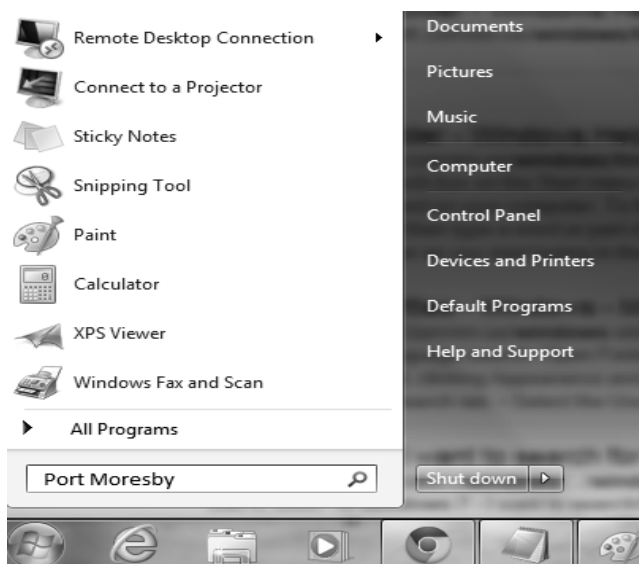 Remote Desktop Connection
Connect to a Projector
Sticky Notes
Snipping Tool
Paint
Calculator
XPS Viewer
Windows Fax and Scan
All Programs
Port Moresby
Documents
Pictures
Music
Computer
Control Panel
Devices and Printers
Default Programs
Help and Support
Shut down